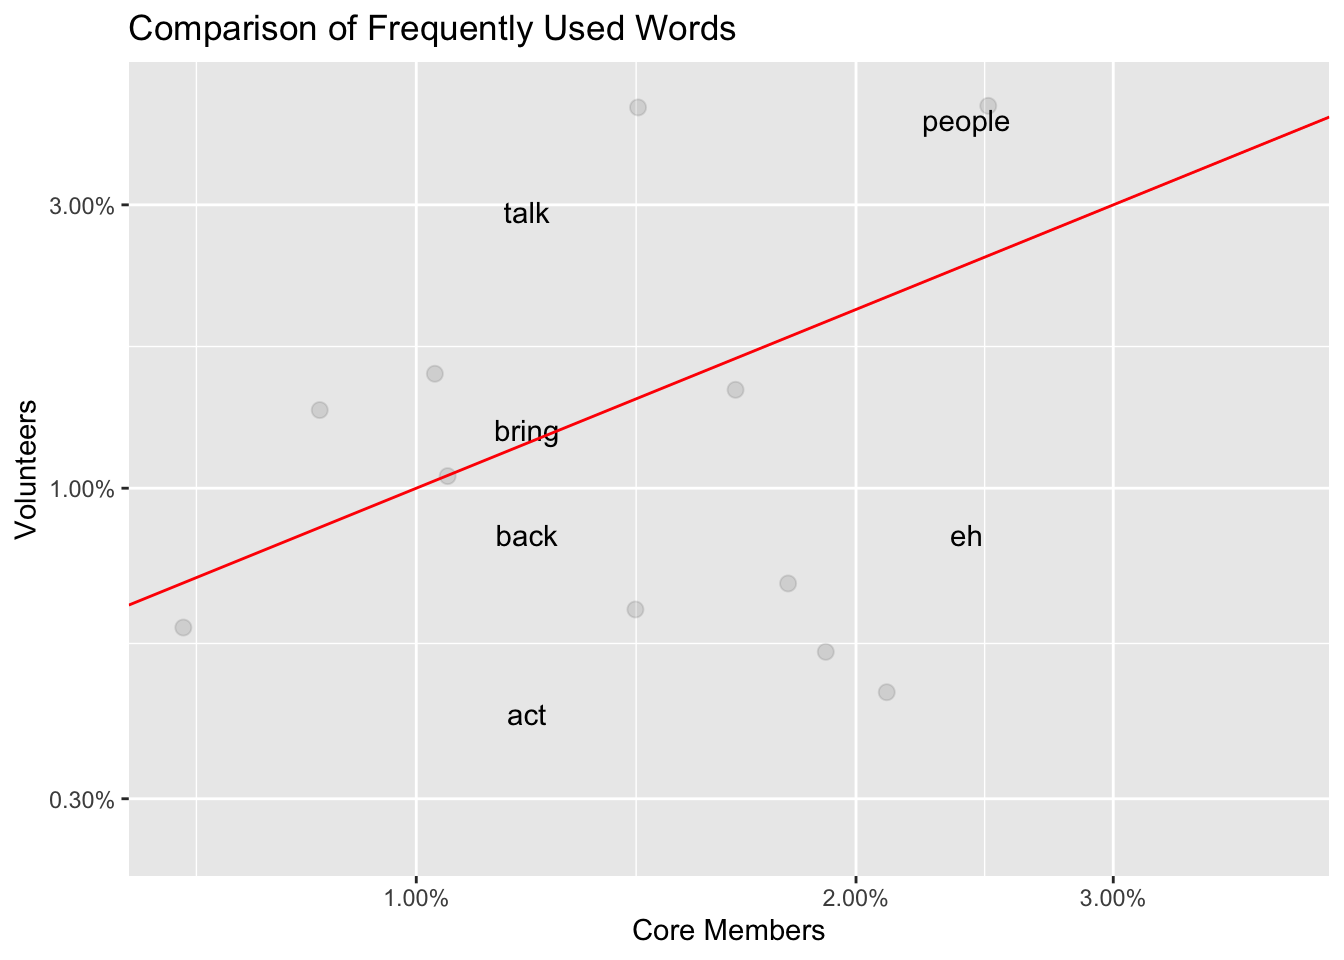 Comparison of Frequently Used Words
people
3.00%
talk
bring
1.00%
back
eh
act
0.30%
Volunteers
1.00%
2.00%
3.00%
Core Members